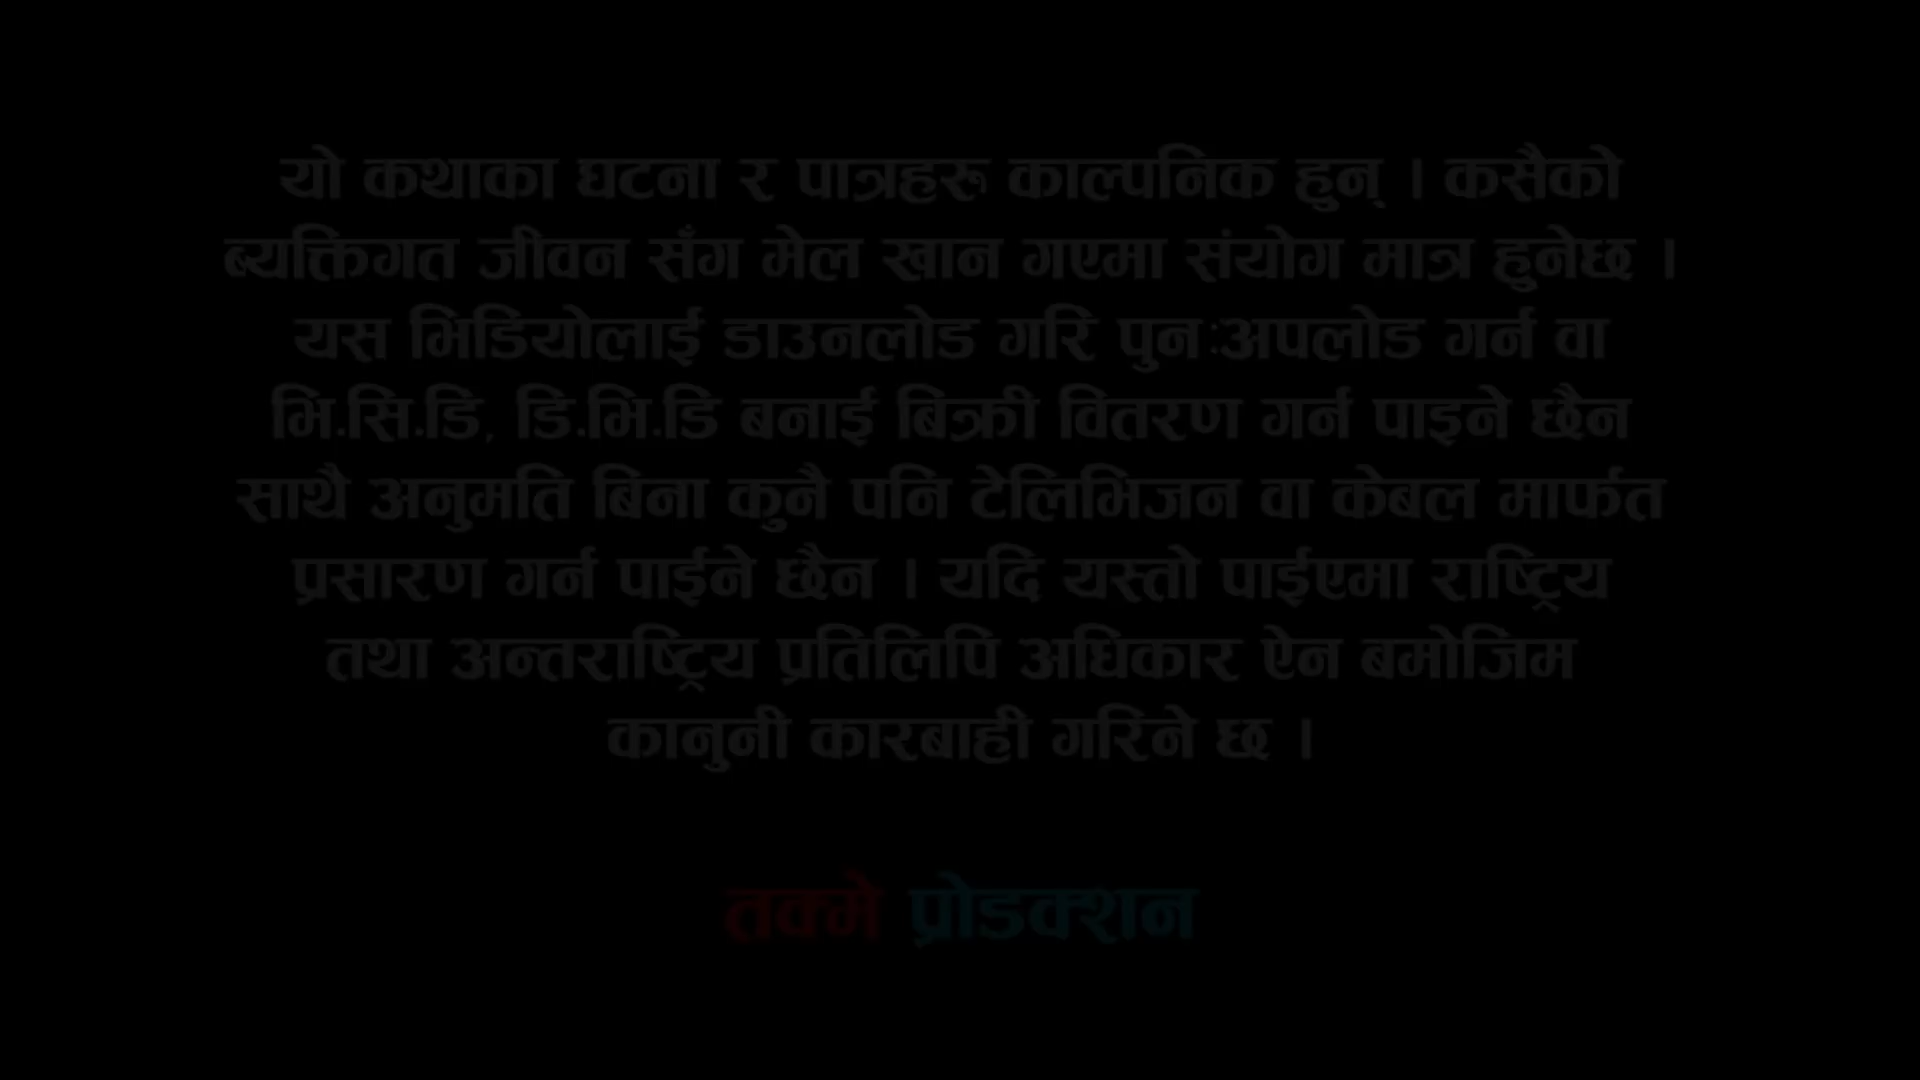 यो कथाका घटना र पात्रहरू काल्पनिक हुन् । कसैको
ब्यक्तिगत जीवन सँग मेल खान गएमा संयोग मात्र हुनेछ ।
यस भिडियोलाई डाउनलोड गरि पुनःअपलोड गर्न वा
भि.सि.डि, डि.भि.डि बनाई बिक्री वितरण गर्न पाइने छैन
साथै अनुमति बिना कुनै पनि टेलिभिजन वा केबल मार्फत
प्रसारण गर्न पाईने छैन । यदि यस्तो पाईएमा राष्ट्रिय
तथा अन्तराष्ट्रिय प्रतिलिपि अधिकार ऐन बमोजिम
कानुनी कारबाही गरिने छ ।
तक्मे प्रोडक्शन